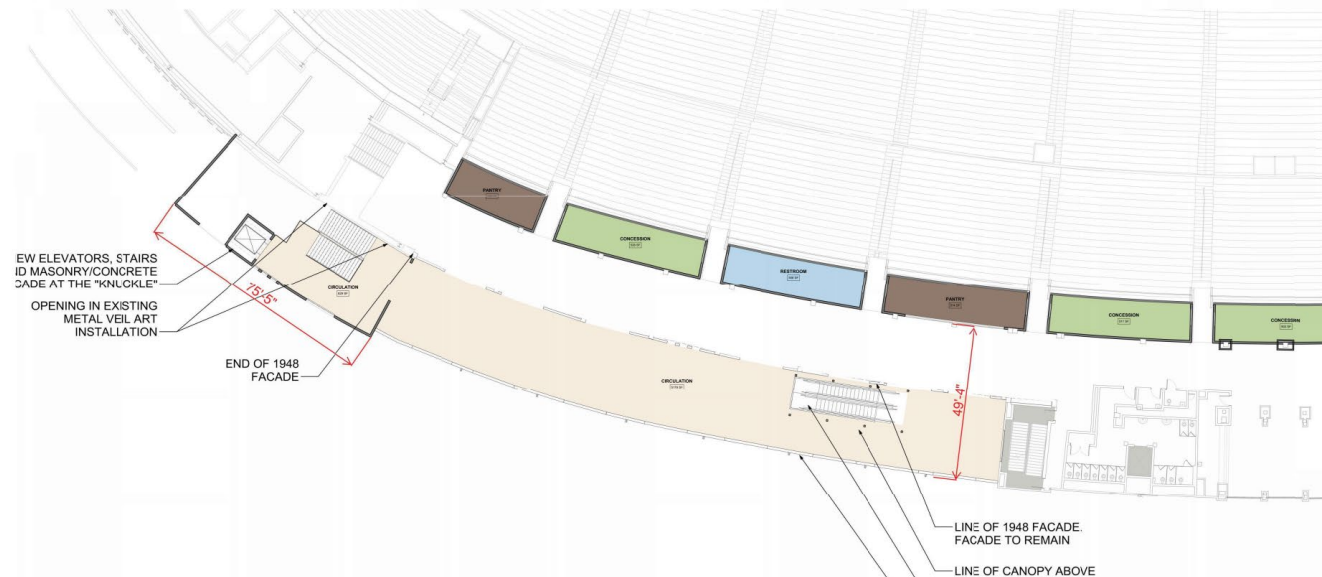 PANTRY
CONCESSION
RESTROOM
PANTRY
CONCESSION
CONCESSION
EW ELEVATORS, STAIRS
ID MASONRY/CONCRETE
CADE AT THE "KNUCKLE"
OPENING IN EXISTING
METAL VEIL ART
INSTALLATION
CIRCULATION
75'-5"
END OF 1948
FACADE
CIRCULATION
49'-4"
LINE OF 1948 FACADE.
FACADE TO REMAIN
LINE OF CANOPY ABOVE